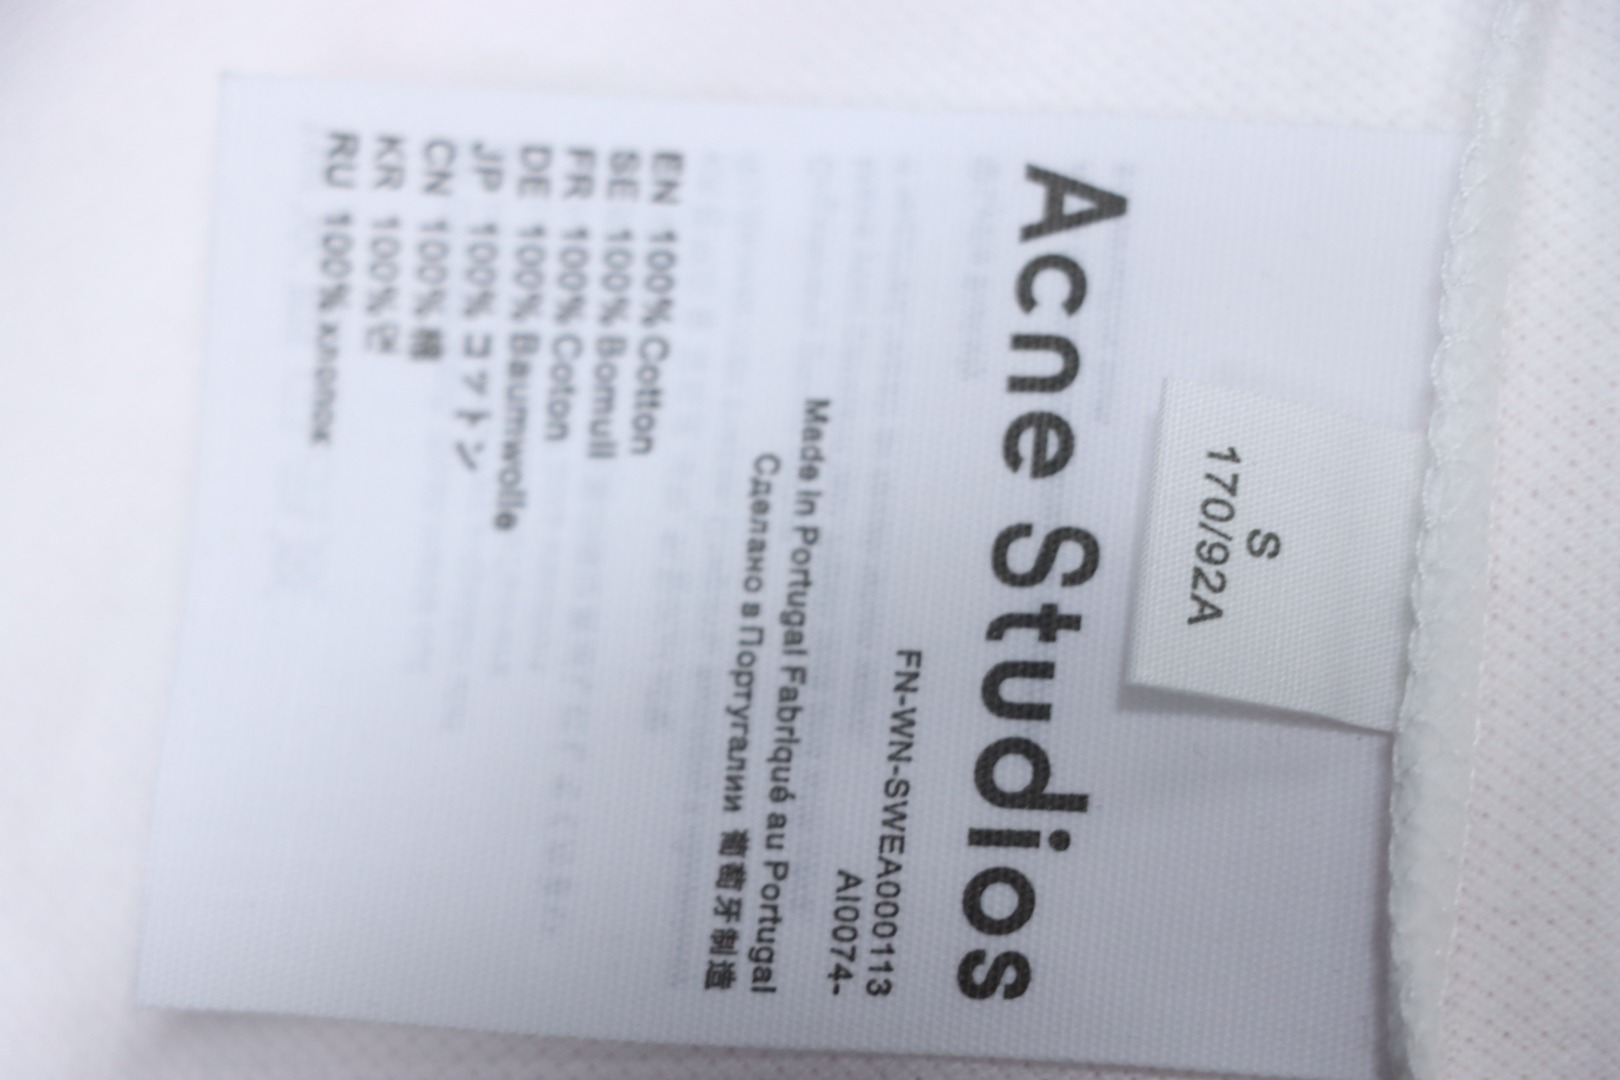 S
170/92A
Acne Studios
FN-WN-SWEA000113
AI0074-
Made in Portugal Fabriqué au Portugal
Сделано в Португалии 葡萄牙制造
EN 100% Cotton
SE 100% Bomull
FR 100% Coton
DE 100% Baumwolle
JP 100% コットン
CN 100% 棉
KR 100% 면
RU 100% хлопок